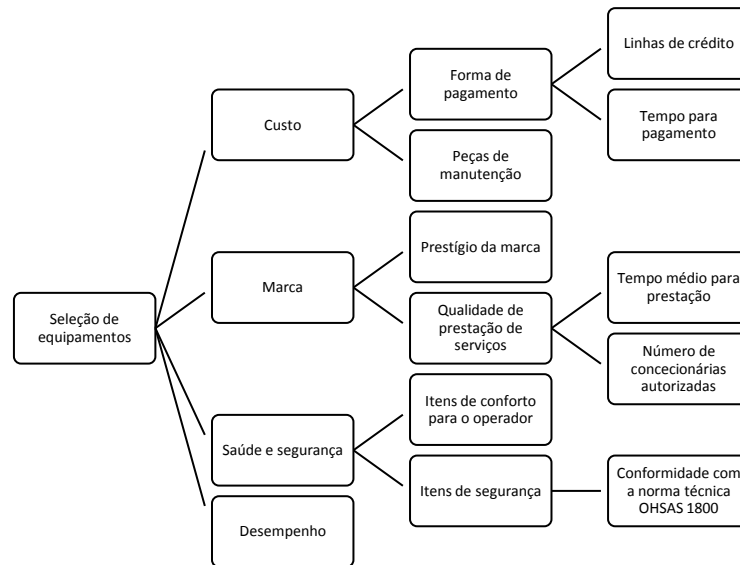 Seleção de
equipamentos
Custo
Forma de
pagamento
Linhas de crédito
Tempo para
pagamento
Peças de
manutenção
Marca
Prestígio da marca
Qualidade de
prestação de
serviços
Tempo médio para
prestação
Número de
concecionárias
autorizadas
Saúde e segurança
Itens de conforto
para o operador
Itens de segurança
Conformidade com
a norma técnica
OHSAS 1800
Desempenho